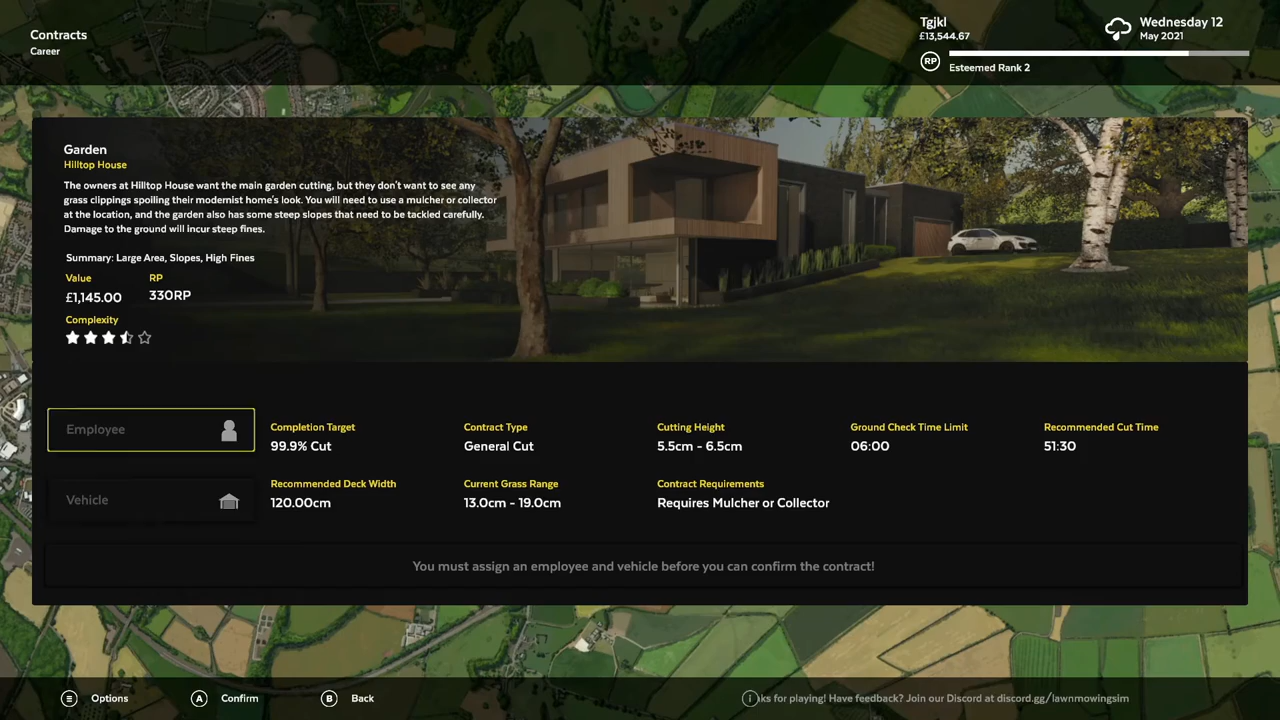 Contracts
Career
Tgjkl
£13,544.67
Wednesday 12
May 2021
RP
Esteemed Rank 2
Garden
Hilltop House
The owners at Hilltop House want the main garden cutting, but they don't want to see any
grass clippings spoiling their modernist home's look. You will need to use a mulcher or collector
at the location, and the garden also has some steep slopes that need to be tackled carefully.
Damage to the ground will incur steep fines.
Summary: Large Area, Slopes, High Fines
Value
RP
£1,145.00
330RP
Complexity
Employee
Completion Target
Contract Type
Cutting Height
Ground Check Time Limit
Recommended Cut Time
99.9% Cut
General Cut
5.5cm - 6.5cm
06:00
51:30
Vehicle
Recommended Deck Width
Current Grass Range
Contract Requirements
120.00cm
13.0cm - 19.0cm
Requires Mulcher or Collector
You must assign an employee and vehicle before you can confirm the contract!
Options
A Confirm
B Back
i ks for playing! Have feedback? Join our Discord at discord.gg/lawnmowingsim